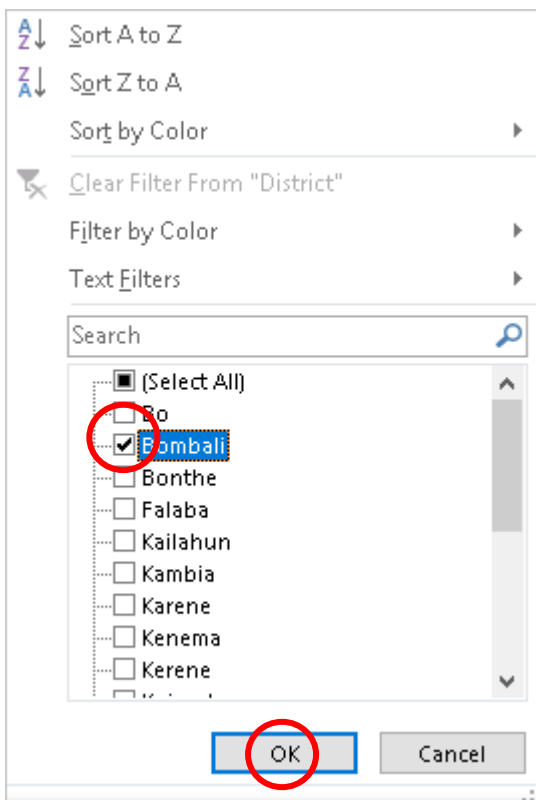 Sort A to Z
Sort Z to A
Sort by Color
Clear Filter From "District"
Filter by Color
Text Filters
Search
(Select All)
Bo
Bombali
Bonthe
Falaba
Kailahun
Kambia
Karene
Kenema
Kerene
OK Cancel